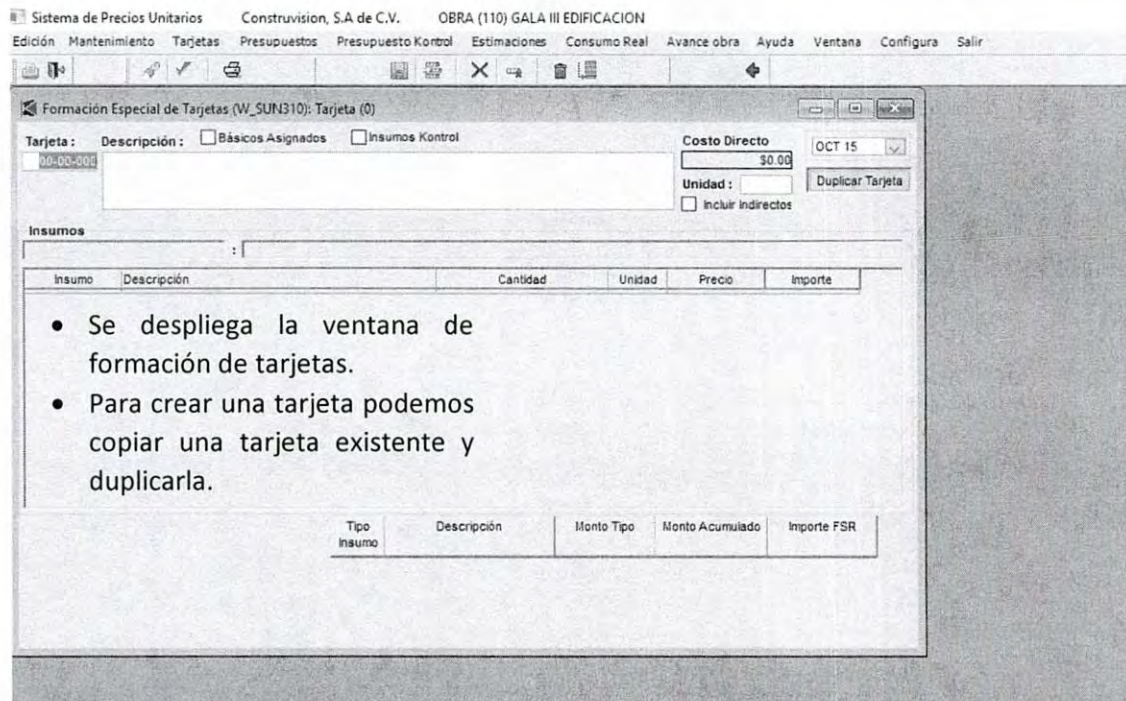 Sistema de Precios Unitarios Construvision, S.A de C.V. OBRA (110) GALA III EDIFICACION
Edición Mantenimiento Tarjetas Presupuestos Presupuesto Kontrol Estimaciones Consumo Real Avance obra Ayuda Ventana Configura Salir
Formación Especial de Tarjetas (W_SUN310): Tarjeta (0)
Tarjeta : Descripción : Básicos Asignados Insumos Kontrol Costo Directo OCT 15
00-00-000 $0.00
Unidad : Duplicar Tarjeta
Incluir Indirectos
Insumos
:
Insumo Descripción Cantidad Unidad Precio Importe
• Se despliega la ventana de
formación de tarjetas.
• Para crear una tarjeta podemos
copiar una tarjeta existente y
duplicarla.
Tipo Insumo Descripción Monto Tipo Monto Acumulado Importe FSR